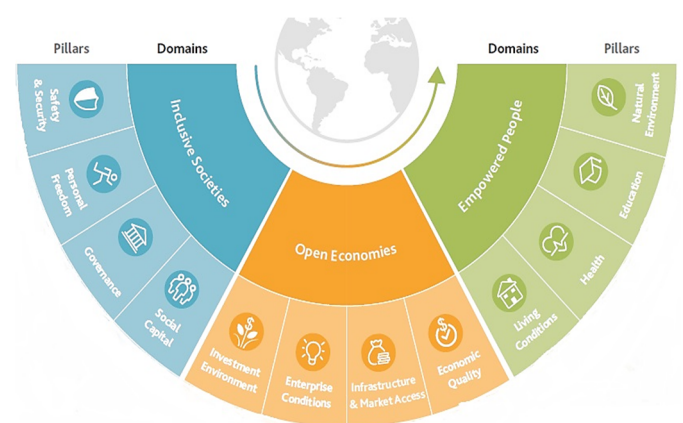 Pillars
Domains
Domains
Pillars
Safety
& Security
Personal
Freedom
Governance
Social
Capital
Inclusive Societies
Investment
Environment
Enterprise
Conditions
Infrastructure
& Market Access
Economic
Quality
Open Economies
Living
Conditions
Health
Education
Natural
Environment
Empowered People